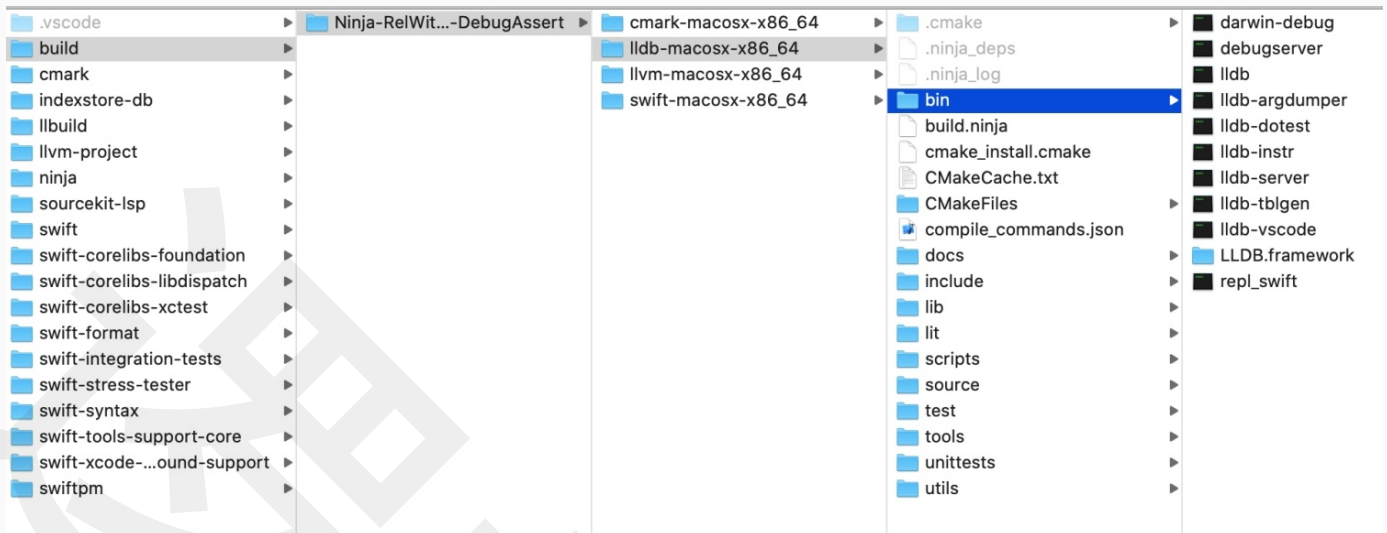 .vscode
build
cmark
indexstore-db
llbuild
llvm-project
ninja
sourcekit-lsp
swift
swift-corelibs-foundation
swift-corelibs-libdispatch
swift-corelibs-xctest
swift-format
swift-integration-tests
swift-stress-tester
swift-syntax
swift-tools-support-core
swift-xcode-...ound-support
swiftpm
Ninja-RelWit...-DebugAssert
cmark-macosx-x86_64
lldb-macosx-x86_64
llvm-macosx-x86_64
swift-macosx-x86_64
.cmake
.ninja_deps
.ninja_log
bin
build.ninja
cmake_install.cmake
CMakeCache.txt
CMakeFiles
compile_commands.json
docs
include
lib
lit
scripts
source
test
tools
unittests
utils
darwin-debug
debugserver
lldb
lldb-argdumper
lldb-dotest
lldb-instr
lldb-server
lldb-tblgen
lldb-vscode
LLDB.framework
repl_swift